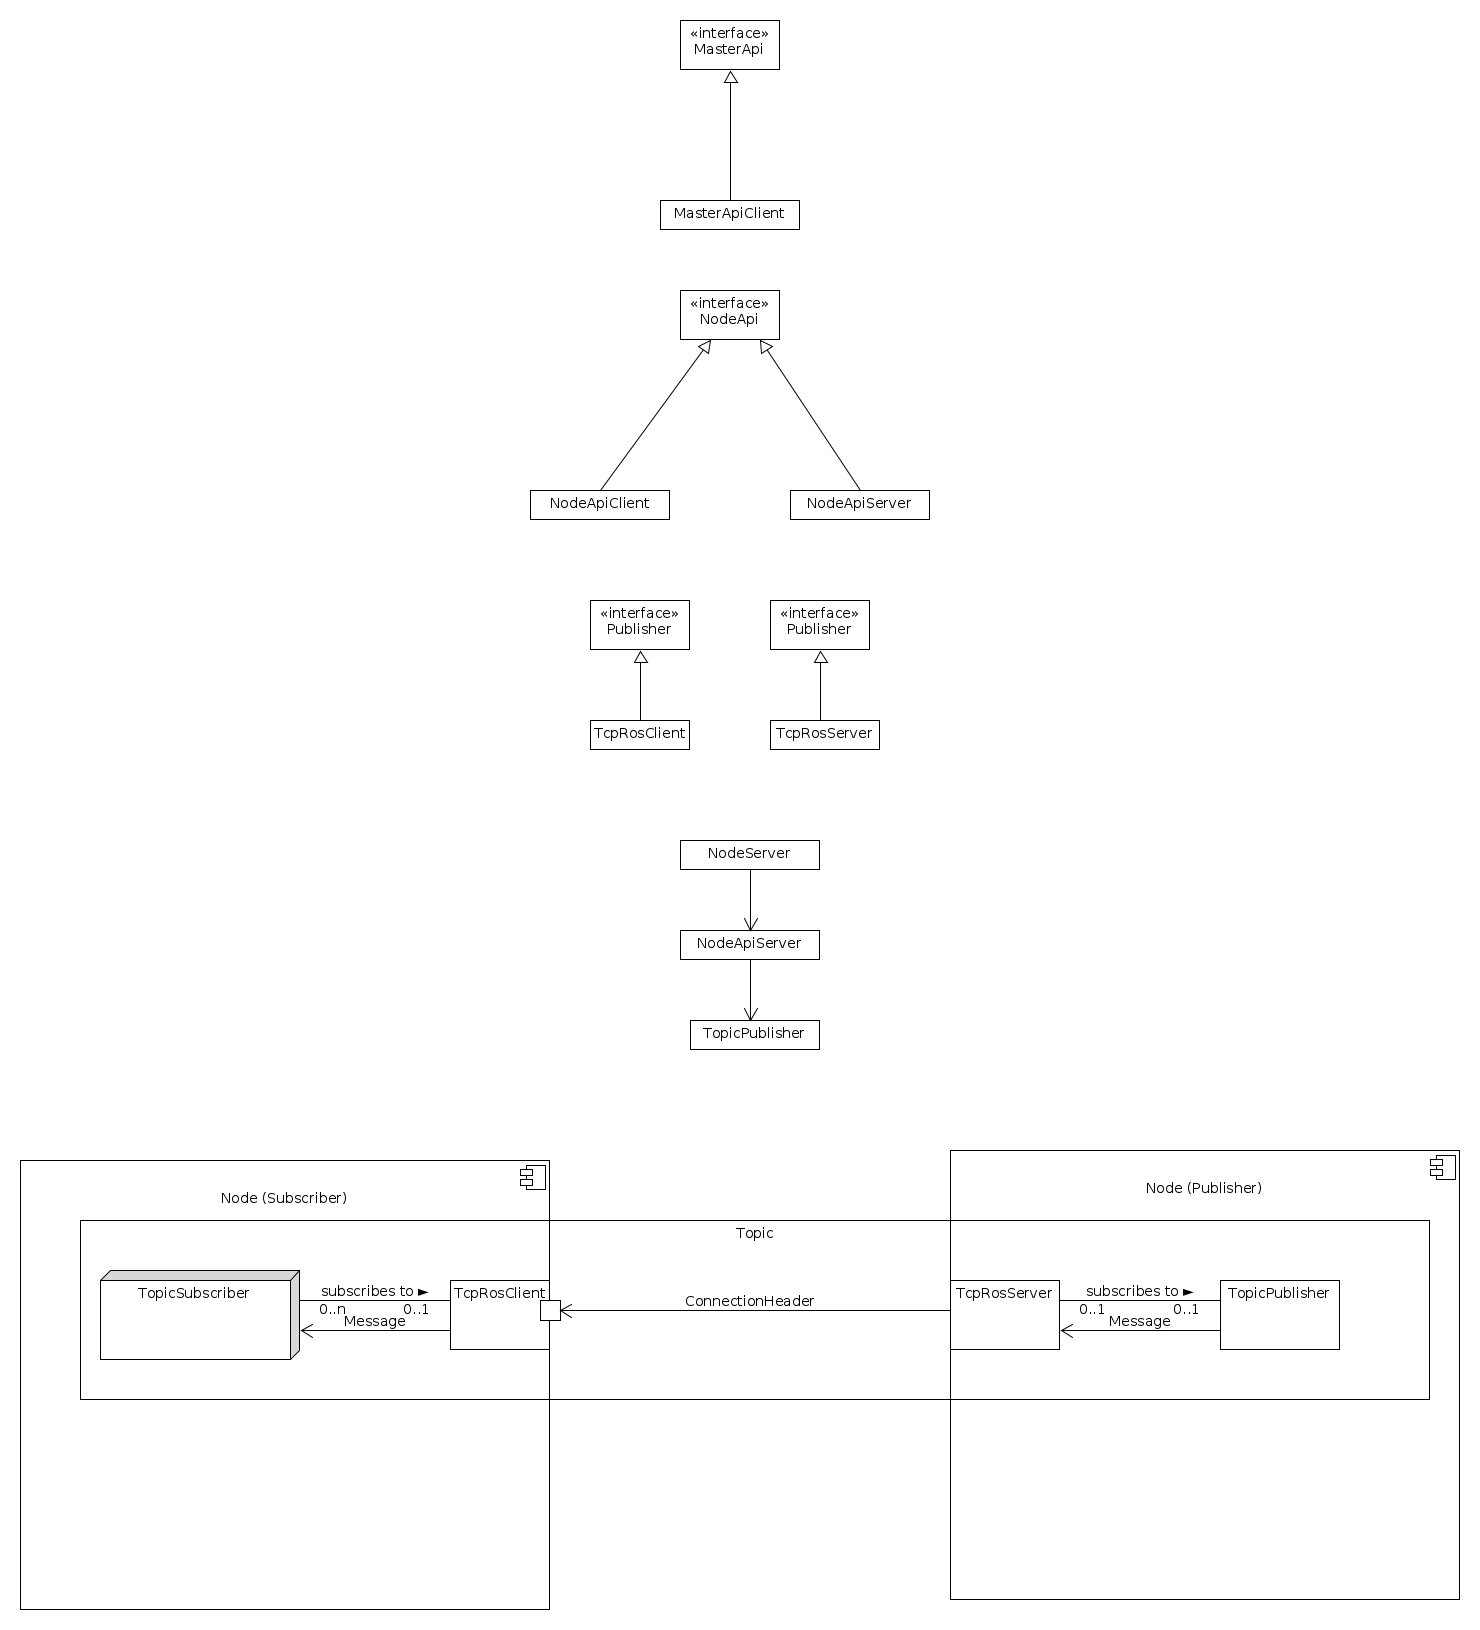 «interface»
MasterApi
MasterApiClient
«interface»
NodeApi
NodeApiClient
NodeApiServer
«interface»
Publisher
«interface»
Publisher
TcpRosClient
TcpRosServer
NodeServer
NodeApiServer
TopicPublisher
Node (Subscriber)
Node (Publisher)
Topic
TopicSubscriber
subscribes to ►
0..n
0..1
Message
TcpRosClient
ConnectionHeader
TcpRosServer
subscribes to ►
0..1
0..1
Message
TopicPublisher